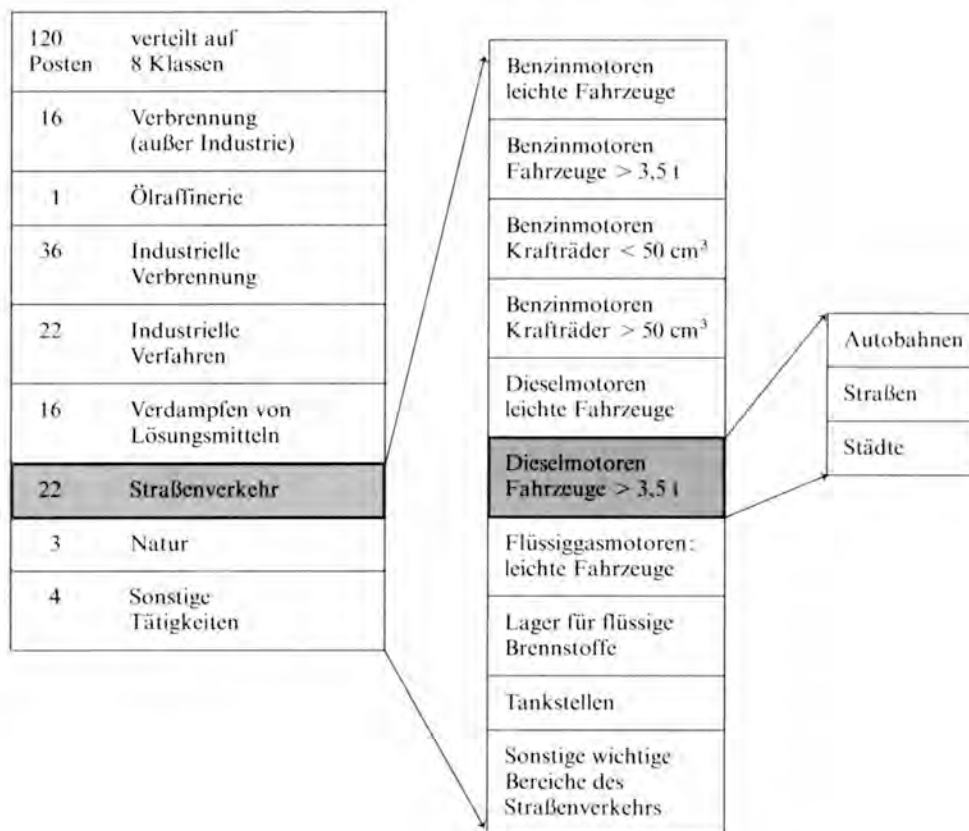 120 verteilt auf
Posten 8 Klassen
16 Verbrennung
(außer Industrie)
1 Ölraffinerie
36 Industrielle
Verbrennung
22 Industrielle
Verfahren
16 Verdampfen von
Lösungsmitteln
22 Straßenverkehr
3 Natur
4 Sonstige
Tätigkeiten
Benzinmotoren
leichte Fahrzeuge
Benzinmotoren
Fahrzeuge > 3,5 t
Benzinmotoren
Krafträder < 50 cm³
Benzinmotoren
Krafträder > 50 cm³
Dieselmotoren
leichte Fahrzeuge
Dieselmotoren
Fahrzeuge > 3,5 t
Flüssiggasmotoren:
leichte Fahrzeuge
Lager für flüssige
Brennstoffe
Tankstellen
Sonstige wichtige
Bereiche des
Straßenverkehrs
Autobahnen
Straßen
Städte